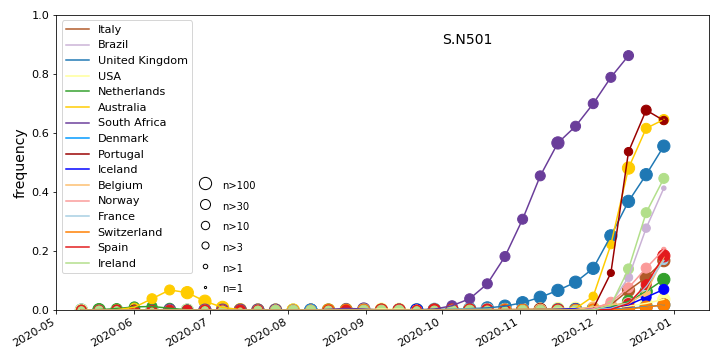 S.N501
frequency
1.0
0.8
0.6
0.4
0.2
0.0
Italy
Brazil
United Kingdom
USA
Netherlands
Australia
South Africa
Denmark
Portugal
Iceland
Belgium
Norway
France
Switzerland
Spain
Ireland
n>100
n>30
n>10
n>3
n>1
n=1
2020-05
2020-06
2020-07
2020-08
2020-09
2020-10
2020-11
2020-12
2021-01